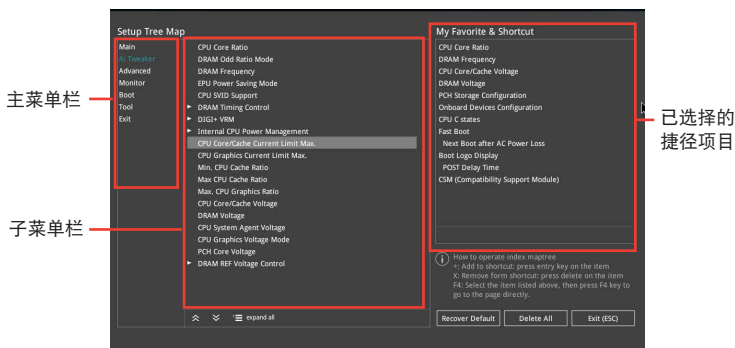 Setup Tree Map
My Favorite & Shortcut
主菜单栏
Main
AI Tweaker
Advanced
Monitor
Boot
Tool
Exit
子菜单栏
CPU Core Ratio
DRAM Odd Ratio Mode
DRAM Frequency
EPU Power Saving Mode
CPU SVID Support
DRAM Timing Control
DIGI+ VRM
Internal CPU Power Management
CPU Core/Cache Current Limit Max.
CPU Graphics Current Limit Max.
Min. CPU Cache Ratio
Max CPU Cache Ratio
Max. CPU Graphics Ratio
CPU Core/Cache Voltage
DRAM Voltage
CPU System Agent Voltage
CPU Graphics Voltage Mode
PCH Core Voltage
DRAM REF Voltage Control
expand all
CPU Core Ratio
DRAM Frequency
CPU Core/Cache Voltage
DRAM Voltage
PCH Storage Configuration
Onboard Devices Configuration
CPU C states
Fast Boot
Next Boot after AC Power Loss
Boot Logo Display
POST Delay Time
CSM (Compatibility Support Module)
已选择的
捷径项目
How to operate index maptree
+: Add to shortcut: press entry key on the item
X: Remove form shortcut: press delete on the item
F4: Select the item listed above, then press F4 key to
go to the page directly.
Recover Default
Delete All
Exit (ESC)